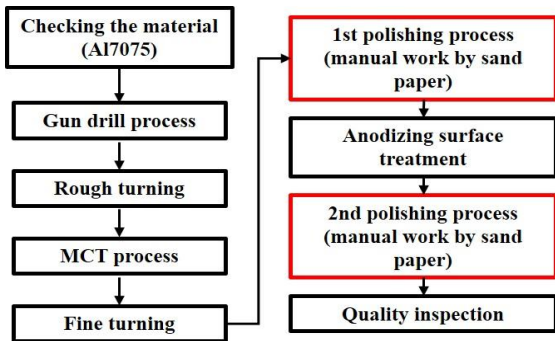 Checking the material
(Al7075)
Gun drill process
Rough turning
MCT process
Fine turning
1st polishing process
(manual work by sand
paper)
Anodizing surface
treatment
2nd polishing process
(manual work by sand
paper)
Quality inspection